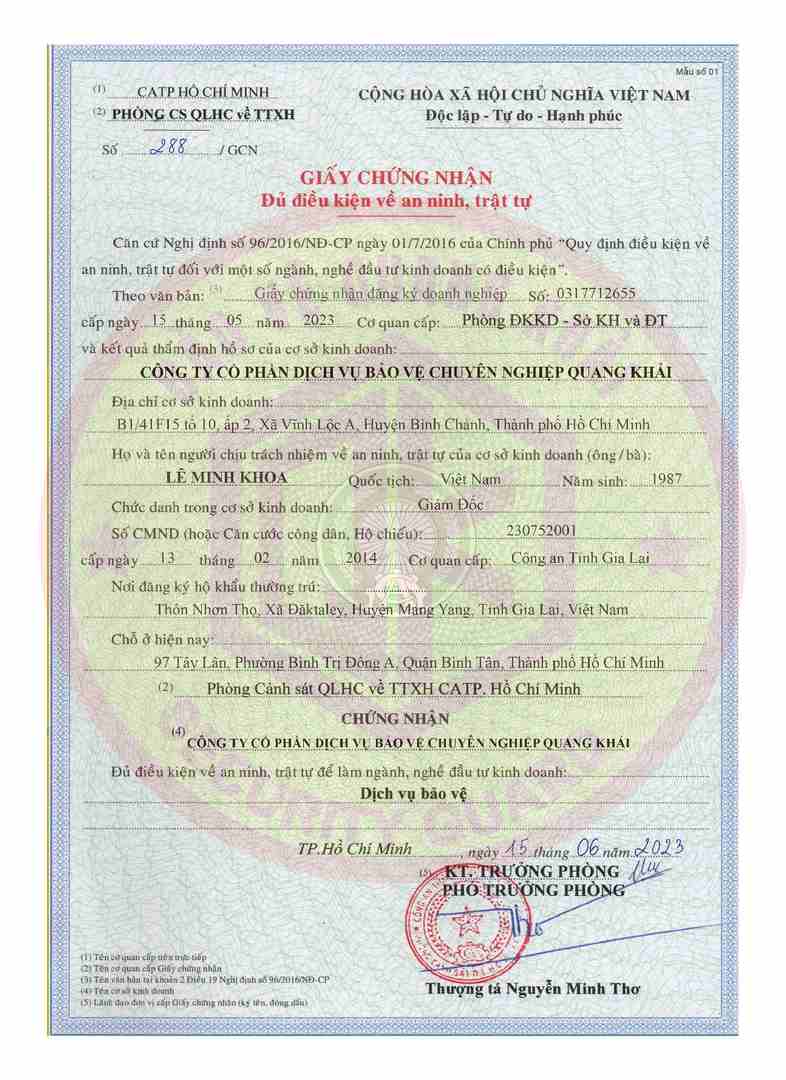 Mẫu số 01
(1) CATP HỒ CHÍ MINH
(2) PHÒNG CS QLHC về TTXH
CỘNG HÒA XÃ HỘI CHỦ NGHĨA VIỆT NAM
Độc lập - Tự do - Hạnh phúc
Số 288 / GCN
GIẤY CHỨNG NHẬN
Đủ điều kiện về an ninh, trật tự
Căn cứ Nghị định số 96/2016/NĐ-CP ngày 01/7/2016 của Chính phủ "Quy định điều kiện về
an ninh, trật tự đối với một số ngành, nghề đầu tư kinh doanh có điều kiện".
Theo văn bản: (3) Giấy chứng nhận đăng ký doanh nghiệp Số: 0317712655
cấp ngày 15 tháng 05 năm 2023 Cơ quan cấp: Phòng ĐKKD - Sở KH và ĐT
và kết quả thẩm định hồ sơ của cơ sở kinh doanh:
CÔNG TY CỔ PHẦN DỊCH VỤ BẢO VỆ CHUYÊN NGHIỆP QUANG KHẢI
Địa chỉ cơ sở kinh doanh:
B1/41F15 tổ 10, ấp 2, Xã Vĩnh Lộc A, Huyện Bình Chánh, Thành phố Hồ Chí Minh
Họ và tên người chịu trách nhiệm về an ninh, trật tự của cơ sở kinh doanh (ông / bà):
LÊ MINH KHOA Quốc tịch: Việt Nam Năm sinh: 1987
Chức danh trong cơ sở kinh doanh: Giám Đốc
Số CMND (hoặc Căn cước công dân, Hộ chiếu): 230752001
cấp ngày 13 tháng 02 năm 2014 Cơ quan cấp: Công an Tỉnh Gia Lai
Nơi đăng ký hộ khẩu thường trú:
Thôn Nhơn Thọ, Xã Đăktaley, Huyện Mang Yang, Tỉnh Gia Lai, Việt Nam
Chỗ ở hiện nay:
97 Tây Lân, Phường Bình Trị Đông A, Quận Bình Tân, Thành phố Hồ Chí Minh
(2) Phòng Cảnh sát QLHC về TTXH CATP. Hồ Chí Minh
CHỨNG NHẬN
(4) CÔNG TY CỔ PHẦN DỊCH VỤ BẢO VỆ CHUYÊN NGHIỆP QUANG KHẢI
Đủ điều kiện về an ninh, trật tự để làm ngành, nghề đầu tư kinh doanh:
Dịch vụ bảo vệ
TP.Hồ Chí Minh, ngày 15 tháng 06 năm 2023
(5) KT. TRƯỞNG PHÒNG
PHÓ TRƯỞNG PHÒNG
Thượng tá Nguyễn Minh Thơ
(1) Tên cơ quan cấp trên trực tiếp
(2) Tên cơ quan cấp Giấy chứng nhận
(3) Tên văn bản tại khoản 2 Điều 19 Nghị định số 96/2016/NĐ-CP
(4) Tên cơ sở kinh doanh
(5) Lãnh đạo đơn vị cấp Giấy chứng nhận (ký tên, đóng dấu)